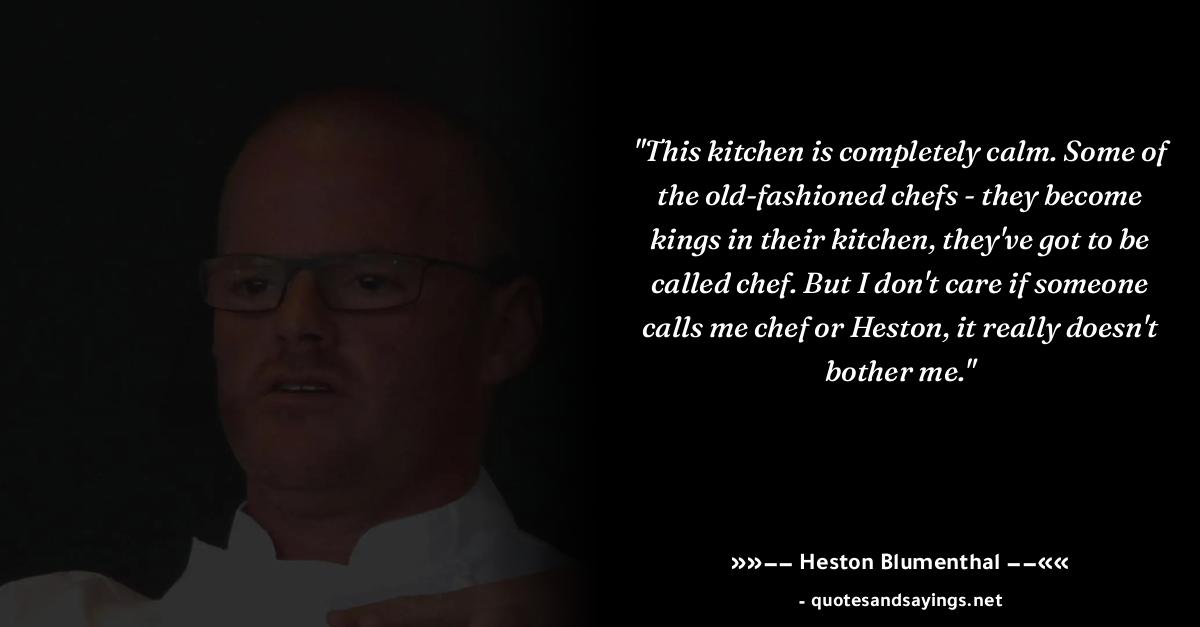 "This kitchen is completely calm. Some of
the old-fashioned chefs - they become
kings in their kitchen, they've got to be
called chef. But I don't care if someone
calls me chef or Heston, it really doesn't
bother me."
»»−− Heston Blumenthal −−««
- quotesandsayings.net